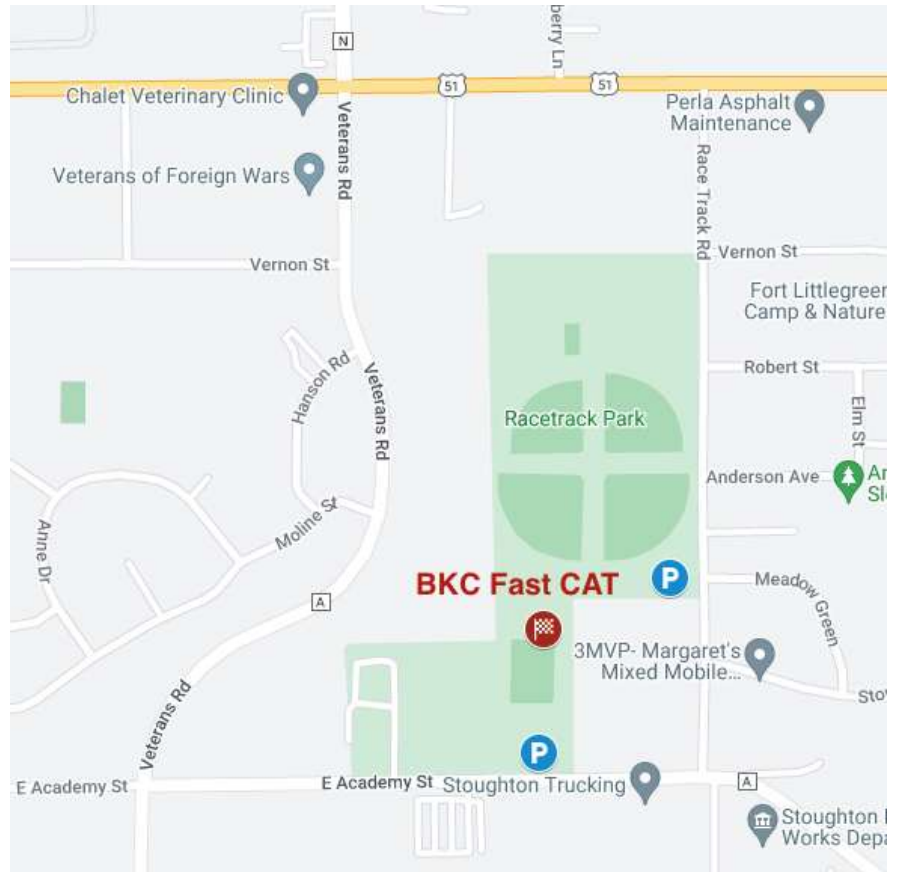 N
berry Ln
Chalet Veterinary Clinic
51
51
Perla Asphalt
Maintenance
Veterans Rd
Veterans of Foreign Wars
Race Track Rd
Vernon St
Vernon St
Fort Littlegreen
Camp & Nature
Hanson Rd
Veterans Rd
Robert St
Elm St
Racetrack Park
Anderson Ave
Ar
Sl
Moline St
Anne Dr
BKC Fast CAT
P
Meadow Green
A
3MVP- Margaret's
Mixed Mobile...
Sto
Veterans Rd
P
E Academy St
E Academy St
Stoughton Trucking
A
Stoughton
Works Depa